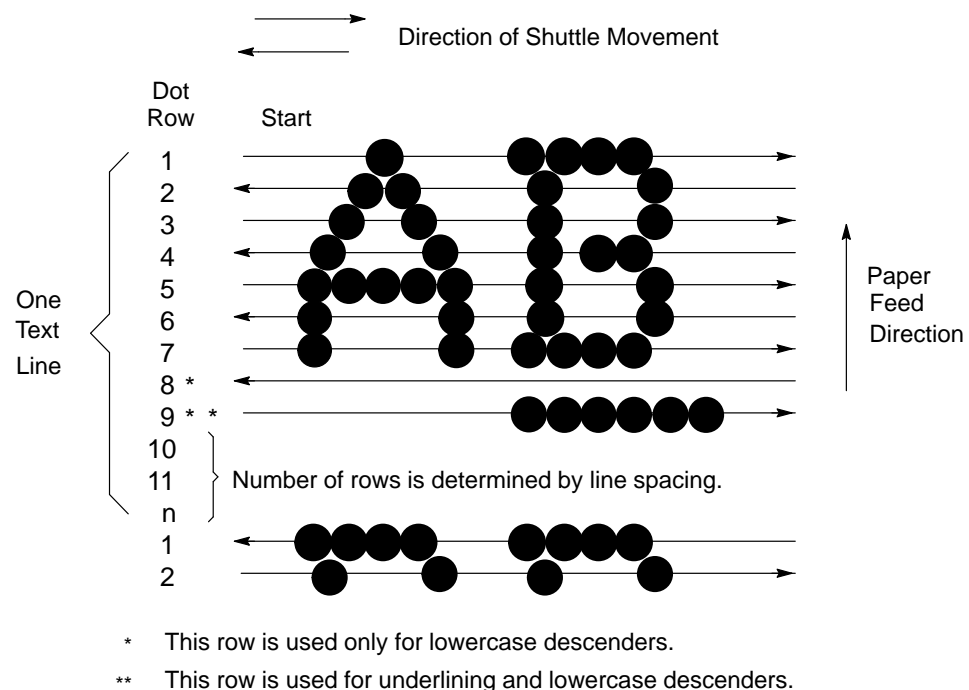 Direction of Shuttle Movement
Dot
Row
Start
1
2
3
4
5
6
7
8 *
9 * *
10
11
n
1
2
One
Text
Line
Number of rows is determined by line spacing.
Paper
Feed
Direction
* This row is used only for lowercase descenders.
** This row is used for underlining and lowercase descenders.